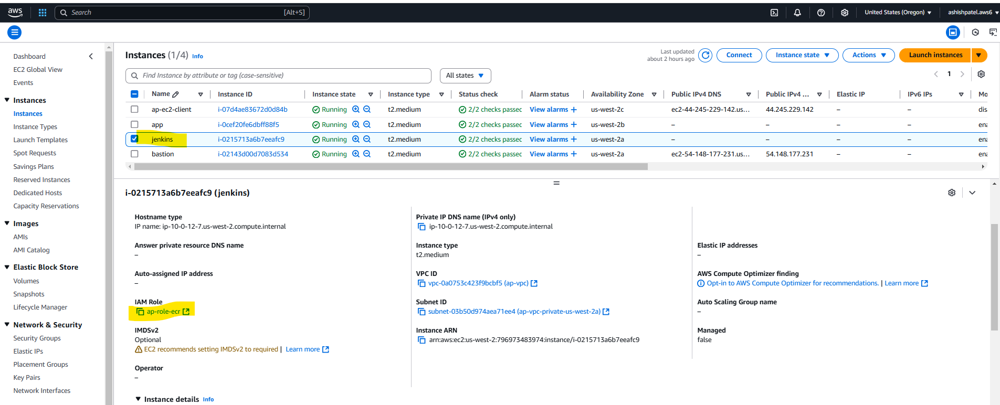 aws
Search [Alt+S]
United States (Oregon)
ashishpatel.aws6
Dashboard
EC2 Global View
Events
Instances
Instances
Instance Types
Launch Templates
Spot Requests
Savings Plans
Reserved Instances
Dedicated Hosts
Capacity Reservations
Images
AMIs
AMI Catalog
Elastic Block Store
Volumes
Snapshots
Lifecycle Manager
Network & Security
Security Groups
Elastic IPs
Placement Groups
Key Pairs
Network Interfaces
Instances (1/4) Info
Last updated
about 2 hours ago
Connect
Instance state
Actions
Launch instances
Find Instance by attribute or tag (case-sensitive)
All states
1
Name Instance ID Instance state Instance type Status check Alarm status Availability Zone Public IPv4 DNS Public IPv4 ... Elastic IP IPv6 IPs Mo
ap-ec2-client i-07d4ae83672d0d84b Running t2.medium 2/2 checks passec View alarms + us-west-2c ec2-44-245-229-142.us... 44.245.229.142 – – dis
app i-0cef20fe6dbff88f5 Running t2.medium 2/2 checks passec View alarms + us-west-2b – – – – ena
jenkins i-0215713a6b7eeafc9 Running t2.medium 2/2 checks passec View alarms + us-west-2a – – – – ena
bastion i-02143d00d7083d534 Running t2.medium 2/2 checks passec View alarms + us-west-2a ec2-54-148-177-231.us... 54.148.177.231 – – ena
i-0215713a6b7eeafc9 (jenkins)
Hostname type
IP name: ip-10-0-12-7.us-west-2.compute.internal
Private IP DNS name (IPv4 only)
ip-10-0-12-7.us-west-2.compute.internal
Answer private resource DNS name
–
Instance type
t2.medium
Elastic IP addresses
–
Auto-assigned IP address
–
VPC ID
vpc-0a0753c423f9bcbf5 (ap-vpc)
AWS Compute Optimizer finding
Opt-in to AWS Compute Optimizer for recommendations. | Learn more
IAM Role
ap-role-ecr
Subnet ID
subnet-03b50d974aea71ee4 (ap-vpc-private-us-west-2a)
Auto Scaling Group name
–
IMDSv2
Optional
EC2 recommends setting IMDSv2 to required | Learn more
Instance ARN
arn:aws:ec2:us-west-2:796973483974:instance/i-0215713a6b7eeafc9
Managed
false
Operator
–
Instance details Info